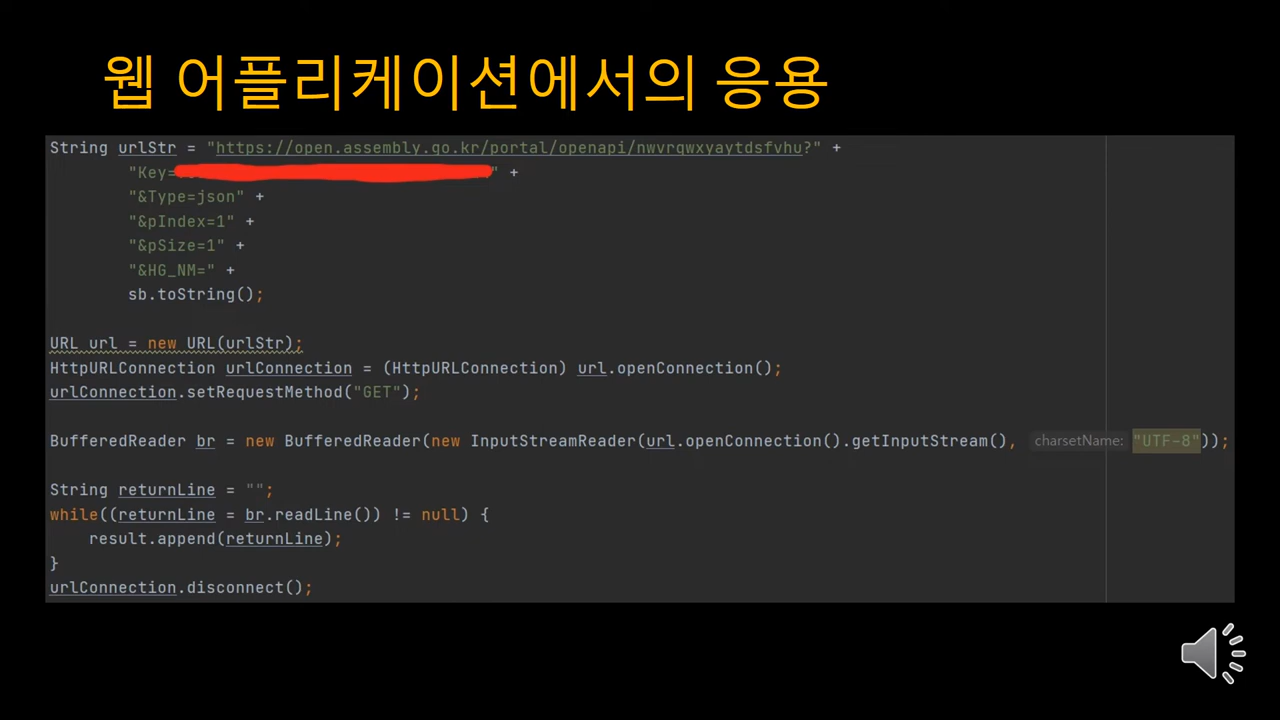 웹 어플리케이션에서의 응용
String urlStr = "https://open.assembly.go.kr/portal/openapi/nwvrqwxyaytdsfvhu?" +
"Key=" +
"&Type=json" +
"&pIndex=1" +
"&pSize=1" +
"&HG_NM=" +
sb.toString();
URL url = new URL(urlStr);
HttpURLConnection urlConnection = (HttpURLConnection) url.openConnection();
urlConnection.setRequestMethod("GET");
BufferedReader br = new BufferedReader(new InputStreamReader(url.openConnection().getInputStream(), charsetName: "UTF-8"));
String returnLine = "";
while((returnLine = br.readLine()) != null) {
result.append(returnLine);
}
urlConnection.disconnect();